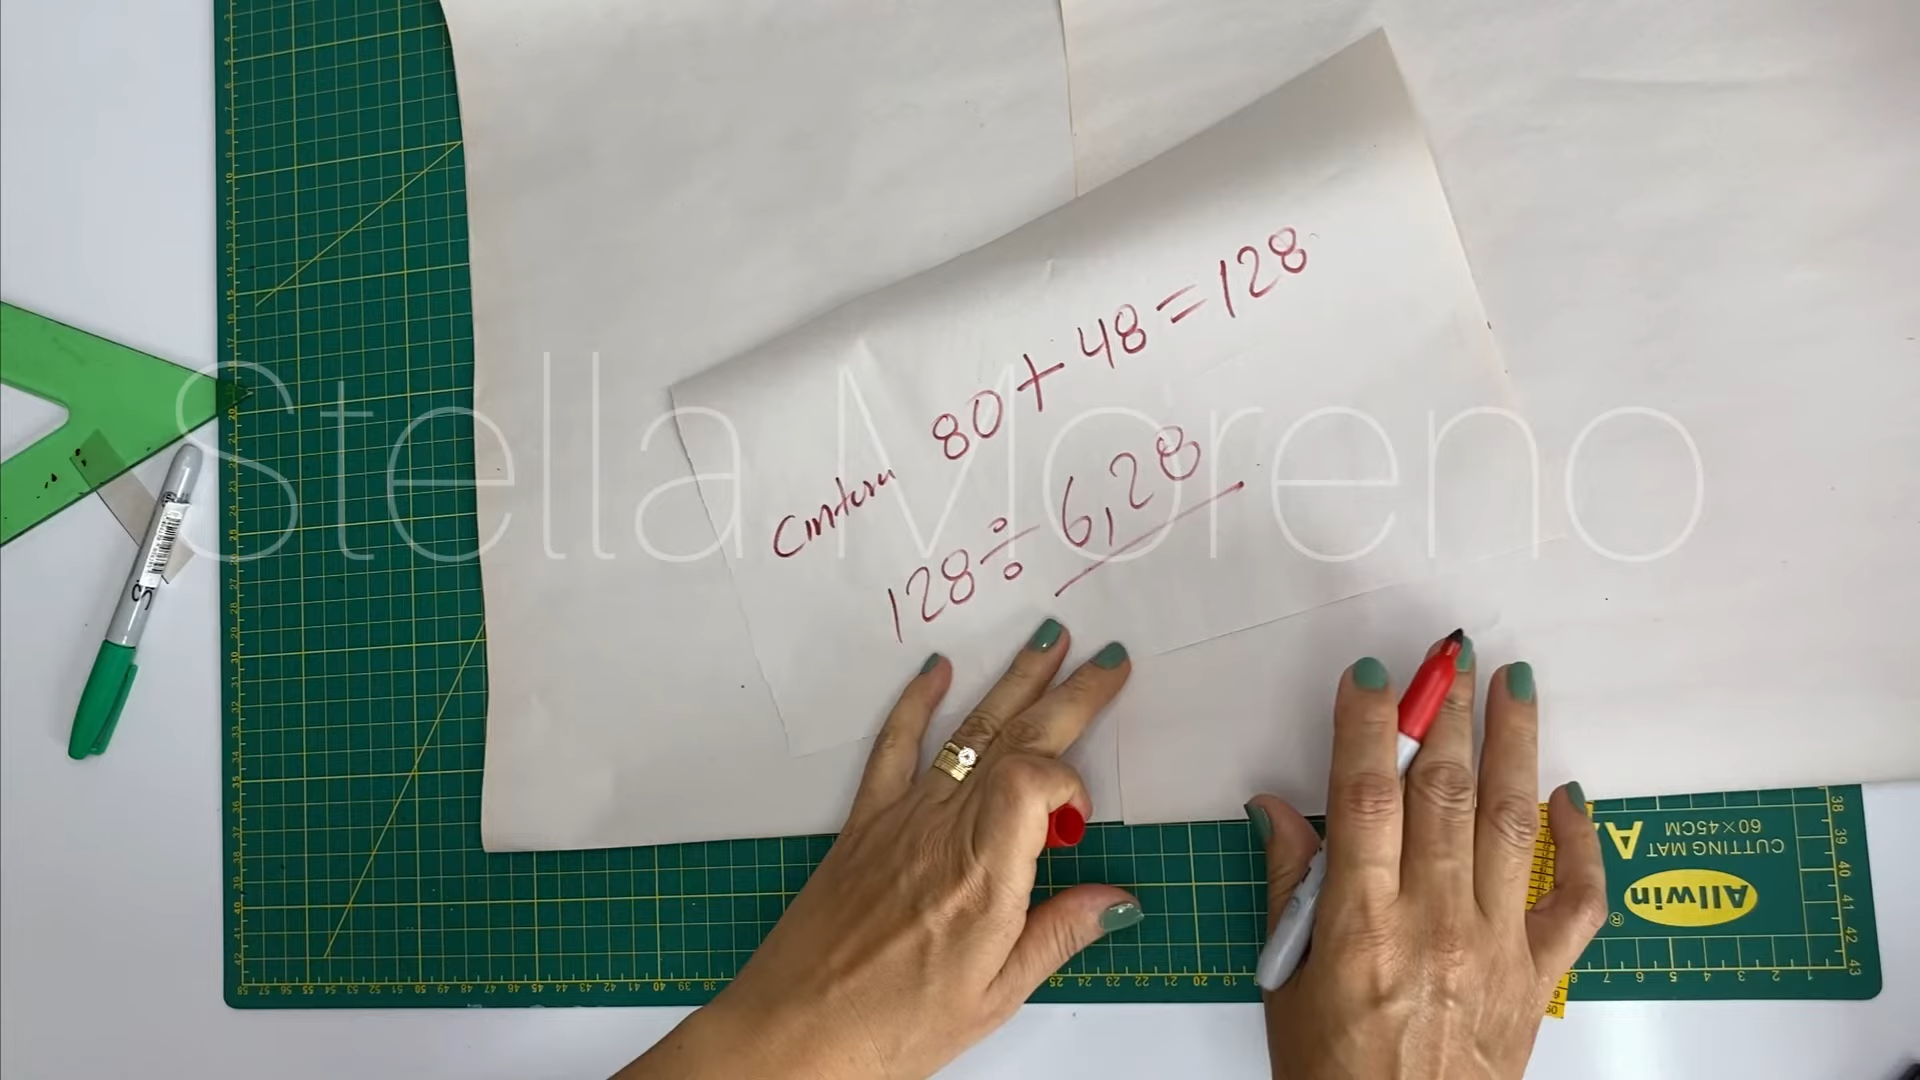 Cintura 80 + 48 = 128
128 ÷ 6,28
Stella Moreno
CUTTING MAT
60×45CM
A
Allwin